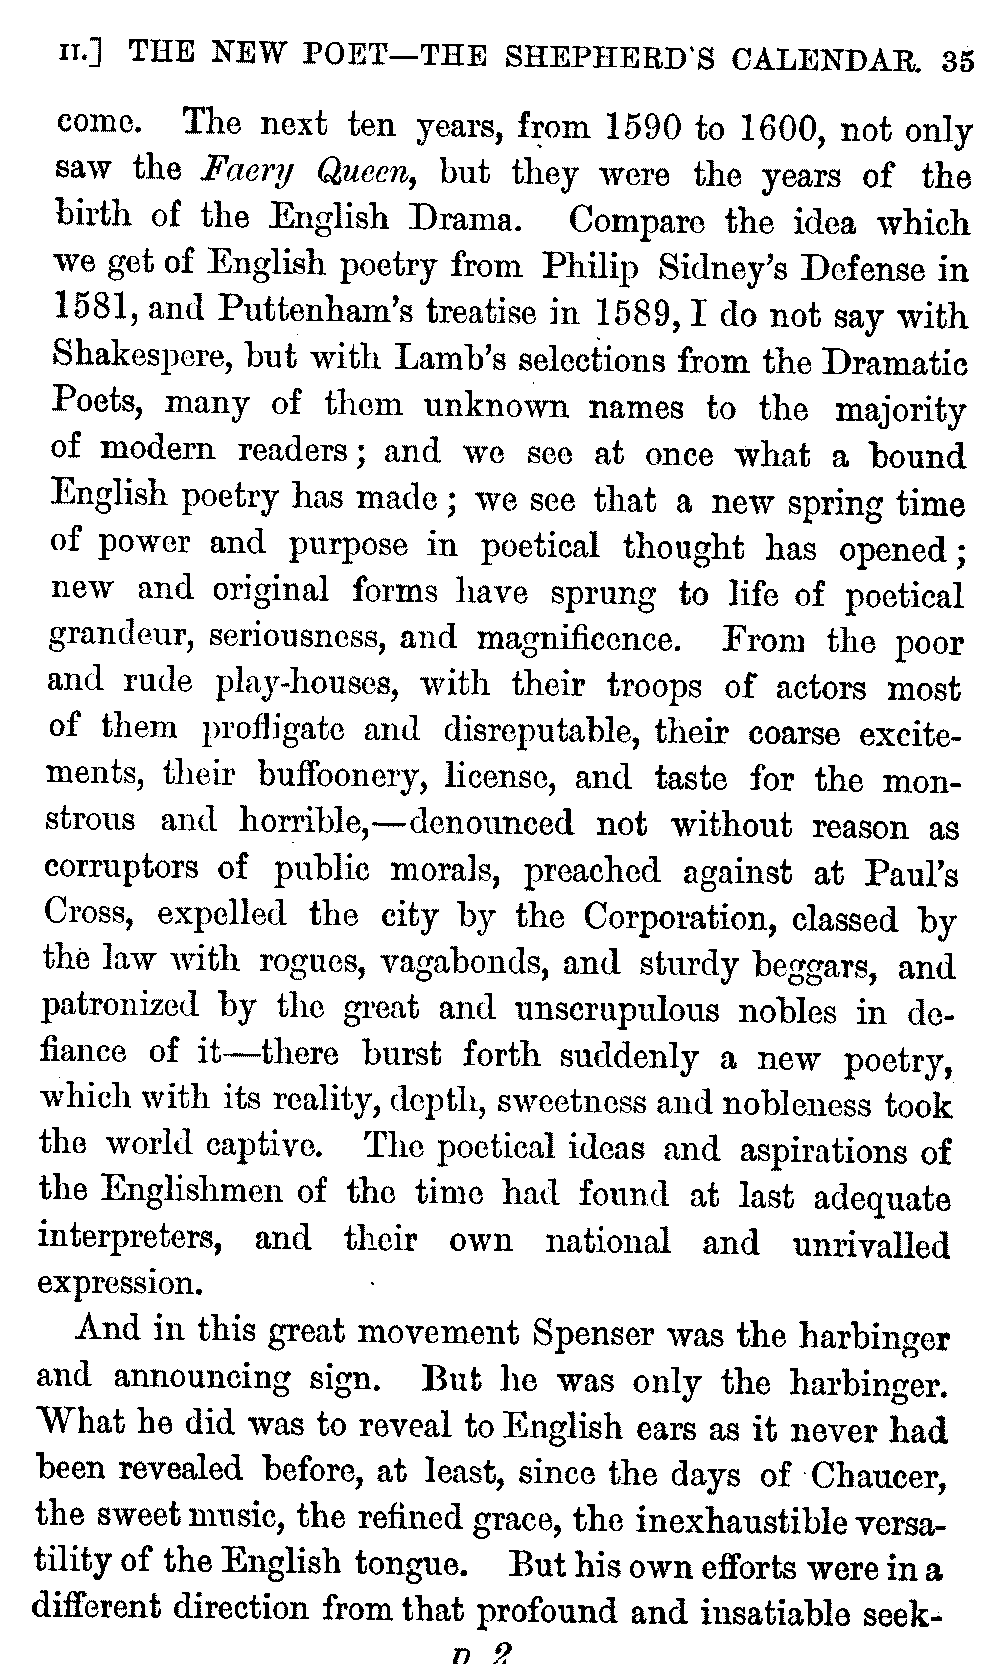 II.] THE NEW POET—THE SHEPHERD'S CALENDAR. 35
come. The next ten years, from 1590 to 1600, not only
saw the Faery Queen, but they were the years of the
birth of the English Drama. Compare the idea which
we get of English poetry from Philip Sidney's Defense in
1581, and Puttenham's treatise in 1589, I do not say with
Shakespere, but with Lamb's selections from the Dramatic
Poets, many of them unknown names to the majority
of modern readers; and we see at once what a bound
English poetry has made; we see that a new spring time
of power and purpose in poetical thought has opened;
new and original forms have sprung to life of poetical
grandeur, seriousness, and magnificence. From the poor
and rude play-houses, with their troops of actors most
of them profligate and disreputable, their coarse excite-
ments, their buffoonery, license, and taste for the mon-
strous and horrible,—denounced not without reason as
corruptors of public morals, preached against at Paul's
Cross, expelled the city by the Corporation, classed by
the law with rogues, vagabonds, and sturdy beggars, and
patronized by the great and unscrupulous nobles in de-
fiance of it—there burst forth suddenly a new poetry,
which with its reality, depth, sweetness and nobleness took
the world captive. The poetical ideas and aspirations of
the Englishmen of the time had found at last adequate
interpreters, and their own national and unrivalled
expression.
And in this great movement Spenser was the harbinger
and announcing sign. But he was only the harbinger.
What he did was to reveal to English ears as it never had
been revealed before, at least, since the days of Chaucer,
the sweet music, the refined grace, the inexhaustible versa-
tility of the English tongue. But his own efforts were in a
different direction from that profound and insatiable seek-
D 2